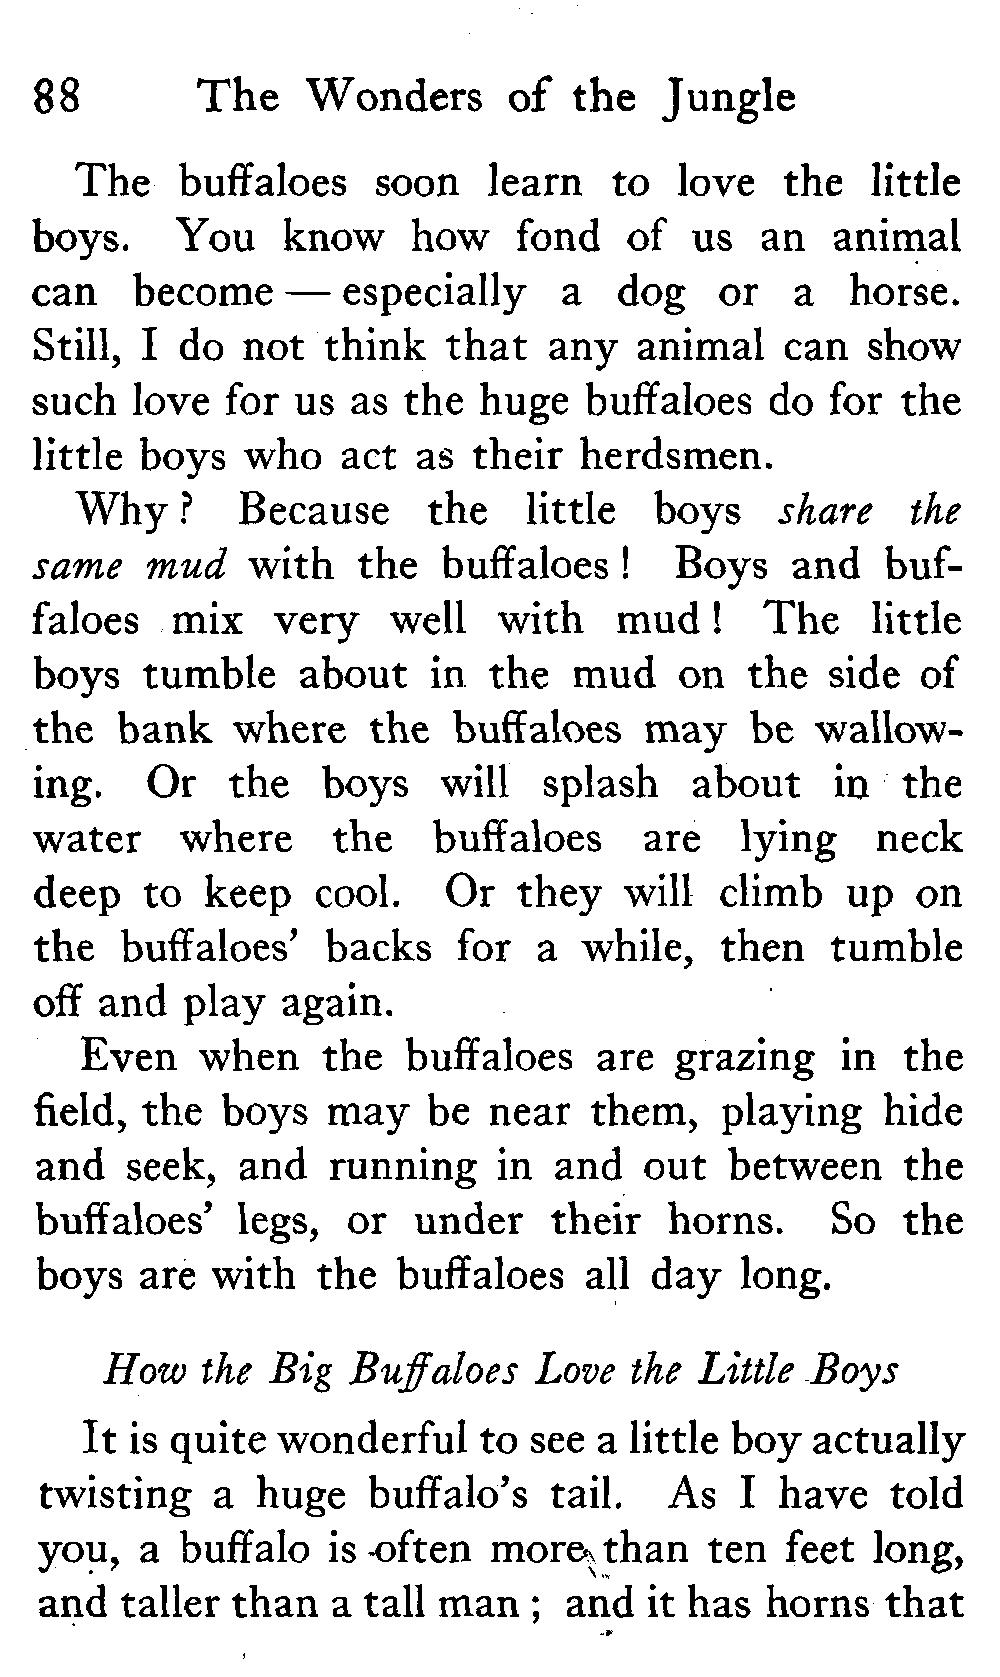 88 The Wonders of the Jungle
The buffaloes soon learn to love the little
boys. You know how fond of us an animal
can become — especially a dog or a horse.
Still, I do not think that any animal can show
such love for us as the huge buffaloes do for the
little boys who act as their herdsmen.
Why? Because the little boys share the
same mud with the buffaloes! Boys and buf-
faloes mix very well with mud! The little
boys tumble about in the mud on the side of
the bank where the buffaloes may be wallow-
ing. Or the boys will splash about in the
water where the buffaloes are lying neck
deep to keep cool. Or they will climb up on
the buffaloes' backs for a while, then tumble
off and play again.
Even when the buffaloes are grazing in the
field, the boys may be near them, playing hide
and seek, and running in and out between the
buffaloes' legs, or under their horns. So the
boys are with the buffaloes all day long.
How the Big Buffaloes Love the Little Boys
It is quite wonderful to see a little boy actually
twisting a huge buffalo's tail. As I have told
you, a buffalo is often more than ten feet long,
and taller than a tall man; and it has horns that